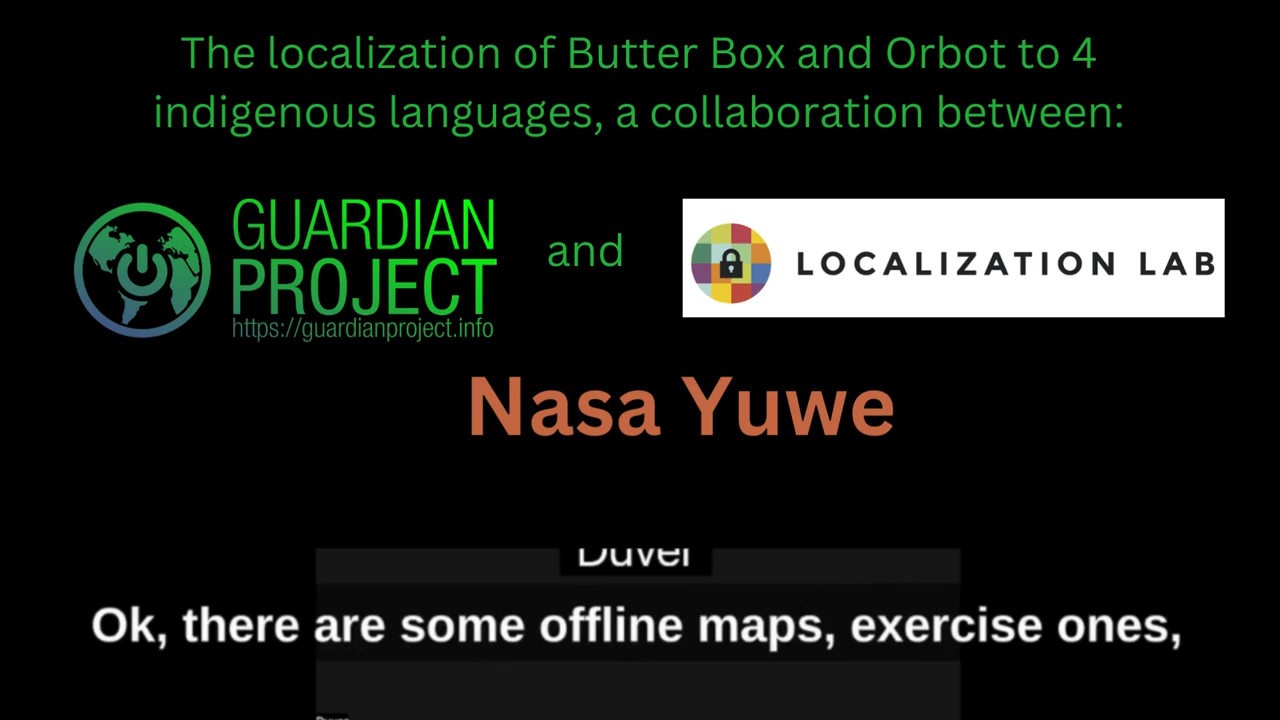 The localization of Butter Box and Orbot to 4
indigenous languages, a collaboration between:
GUARDIAN
PROJECT
https://guardianproject.info
and
LOCALIZATION LAB
Nasa Yuwe
Duver
Ok, there are some offline maps, exercise ones,